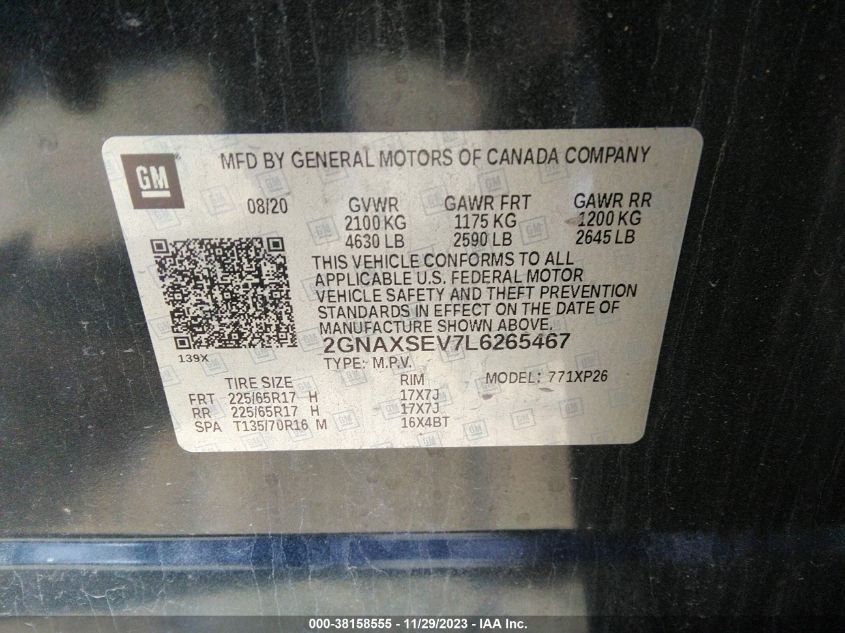 GM
MFD BY GENERAL MOTORS OF CANADA COMPANY
08/20 GVWR GAWR FRT GAWR RR
2100 KG 1175 KG 1200 KG
4630 LB 2590 LB 2645 LB
THIS VEHICLE CONFORMS TO ALL
APPLICABLE U.S. FEDERAL MOTOR
VEHICLE SAFETY AND THEFT PREVENTION
STANDARDS IN EFFECT ON THE DATE OF
MANUFACTURE SHOWN ABOVE.
2GNAXSEV7L6265467
139X
TYPE: M.P.V.
TIRE SIZE RIM MODEL: 771XP26
FRT 225/65R17 H 17X7J
RR 225/65R17 H 17X7J
SPA T135/70R16 M 16X4BT
000-38158555 - 11/29/2023 - IAA Inc.